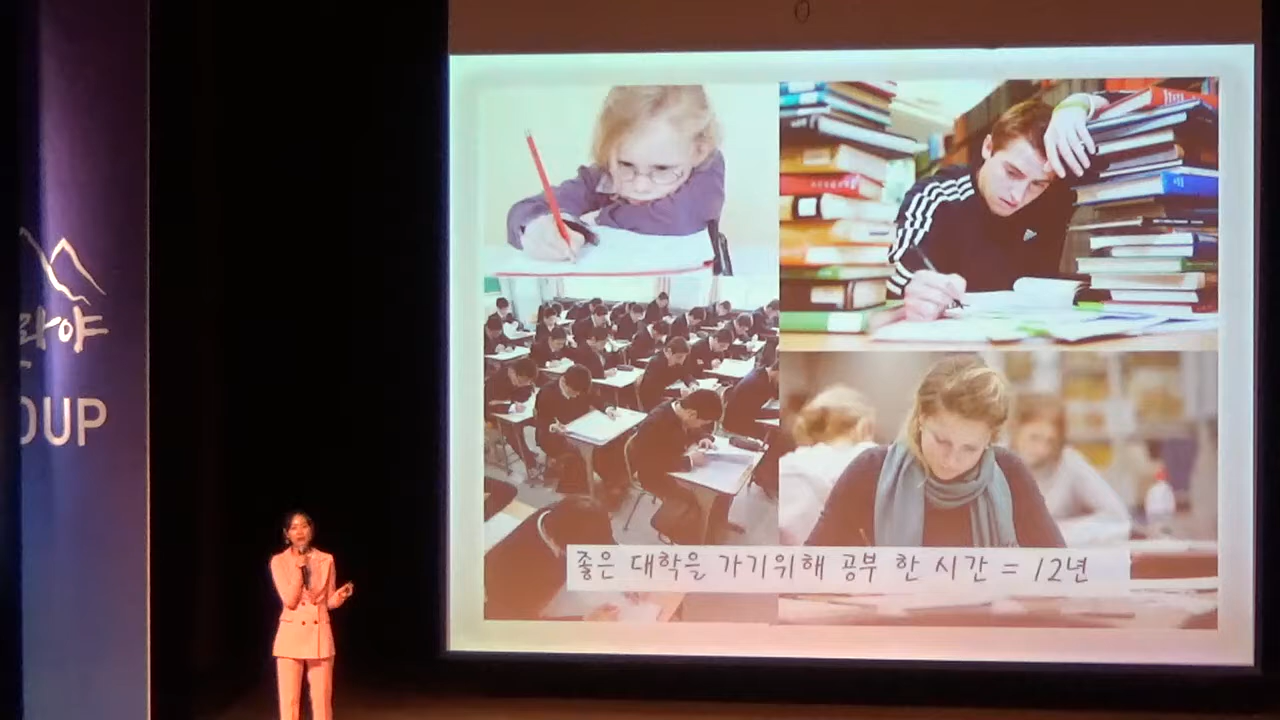 라야
OUP
좋은 대학을 가기위해 공부 한 시간 = 12년